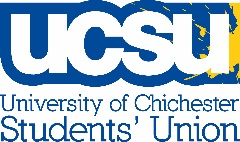 ucsu
University of Chichester
Students' Union